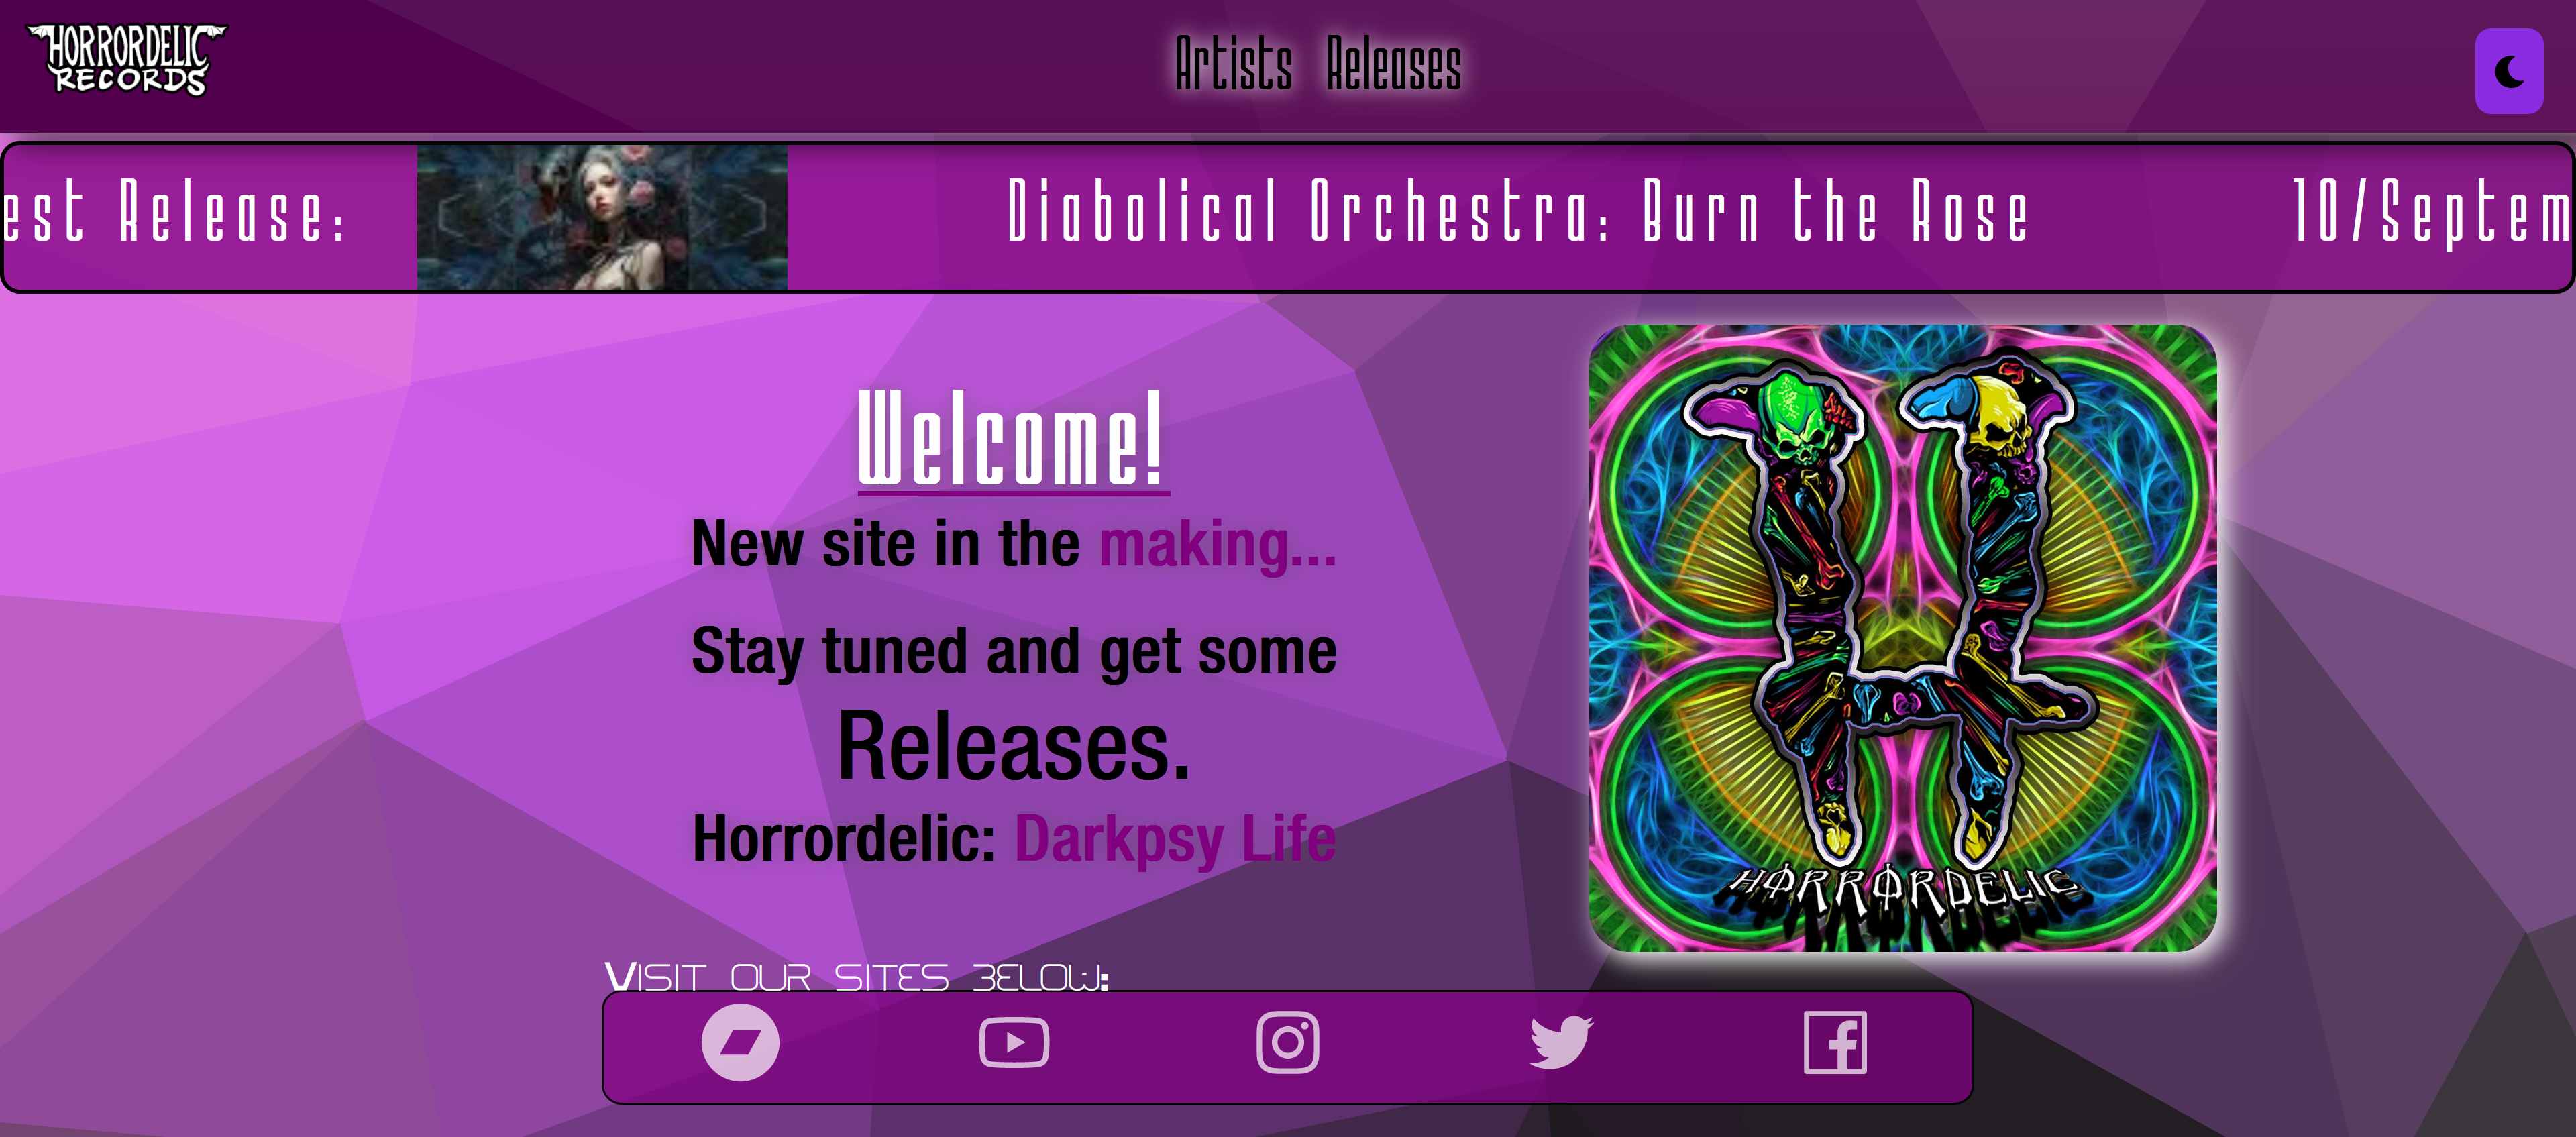 HORRORDELIC
RECORDS
Artists Releases
est Release:
Diabolical Orchestra: Burn the Rose
10/Septem
Welcome!
New site in the making...
Stay tuned and get some
Releases.
Horrordelic: Darkpsy Life
HORRORDELIC
Visit our sites below: